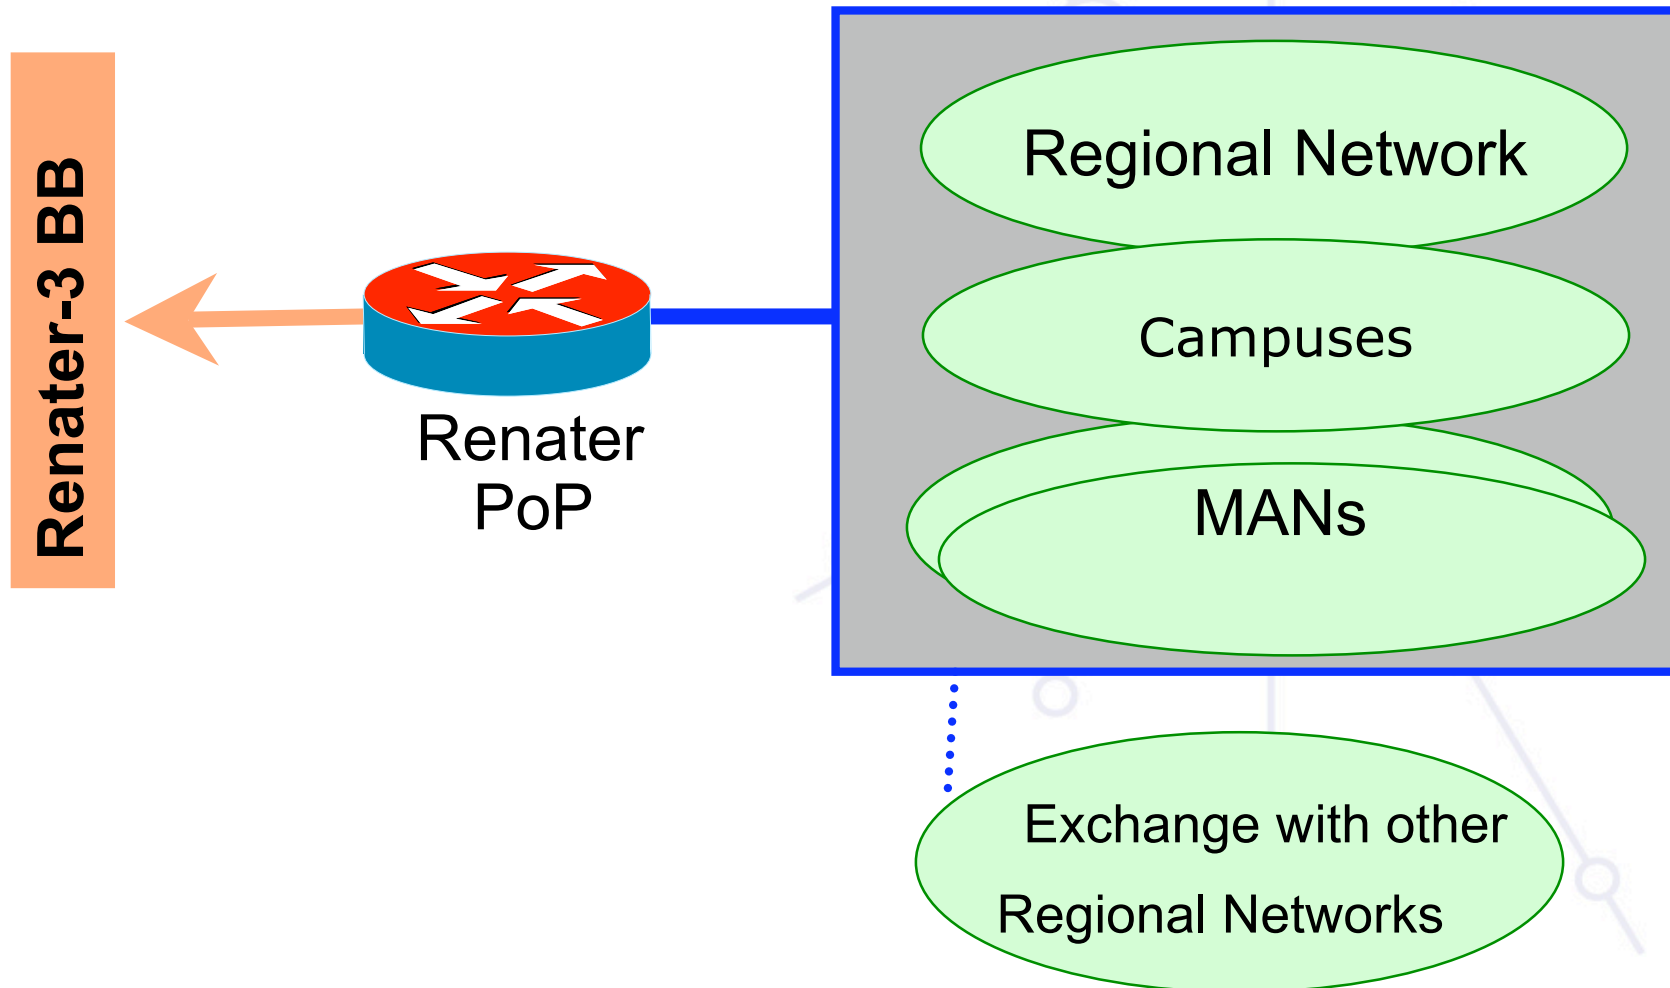 Renater-3 BB
Renater
PoP
Regional Network
Campuses
MANs
Exchange with other
Regional Networks